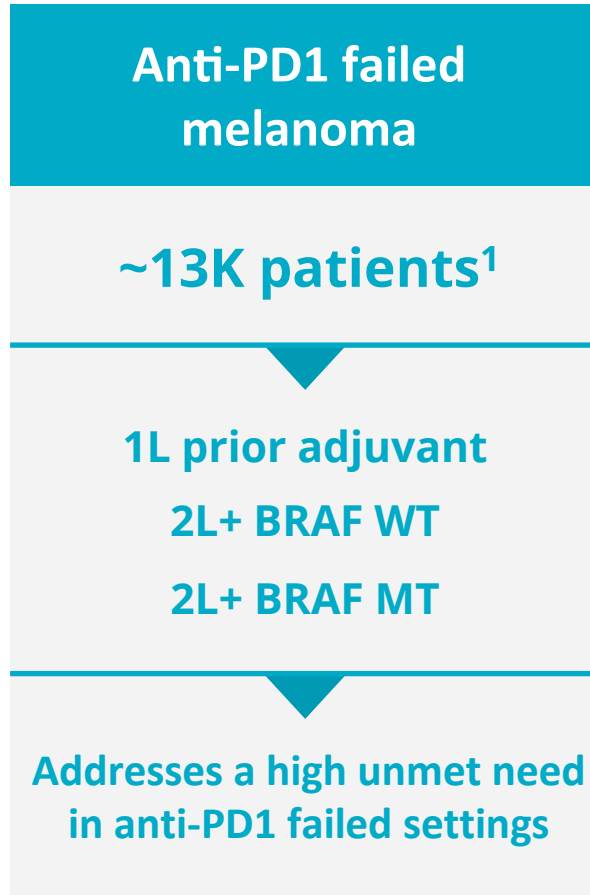 Anti-PD1 failed
melanoma
~13K patients¹
1L prior adjuvant
2L+ BRAF WT
2L+ BRAF MT
Addresses a high unmet need
in anti-PD1 failed settings